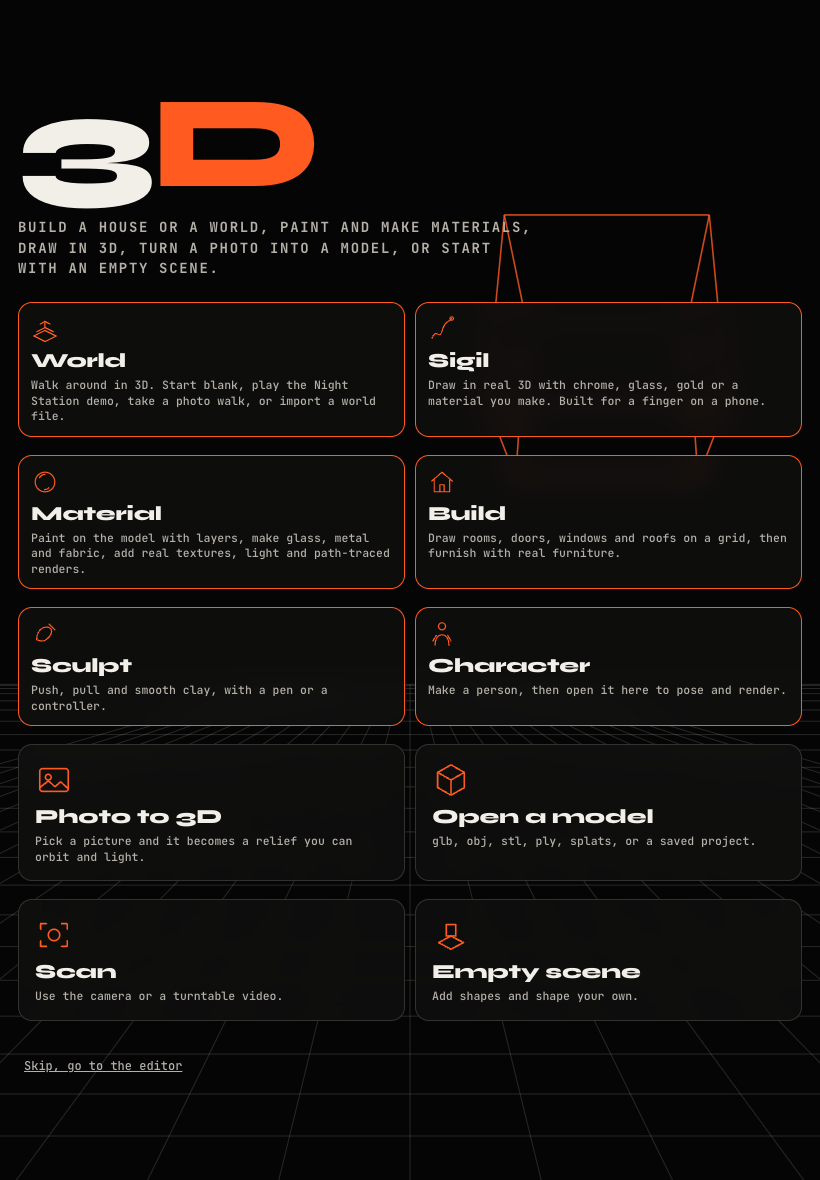 3D
BUILD A HOUSE OR A WORLD, PAINT AND MAKE MATERIALS,
DRAW IN 3D, TURN A PHOTO INTO A MODEL, OR START
WITH AN EMPTY SCENE.
World
Walk around in 3D. Start blank, play the Night
Station demo, take a photo walk, or import a world
file.
Sigil
Draw in real 3D with chrome, glass, gold or a
material you make. Built for a finger on a phone.
Material
Paint on the model with layers, make glass, metal
and fabric, add real textures, light and path-traced
renders.
Build
Draw rooms, doors, windows and roofs on a grid, then
furnish with real furniture.
Sculpt
Push, pull and smooth clay, with a pen or a
controller.
Character
Make a person, then open it here to pose and render.
Photo to 3D
Pick a picture and it becomes a relief you can
orbit and light.
Open a model
glb, obj, stl, ply, splats, or a saved project.
Scan
Use the camera or a turntable video.
Empty scene
Add shapes and shape your own.
Skip, go to the editor